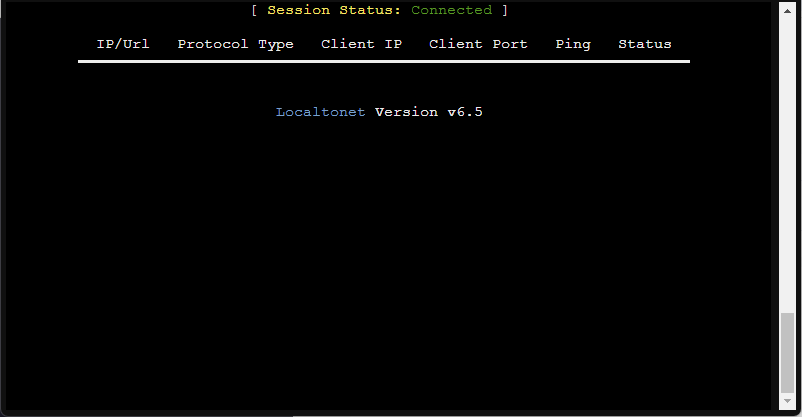 [ Session Status: Connected ]
IP/Url Protocol Type Client IP Client Port Ping Status
Localtonet Version v6.5